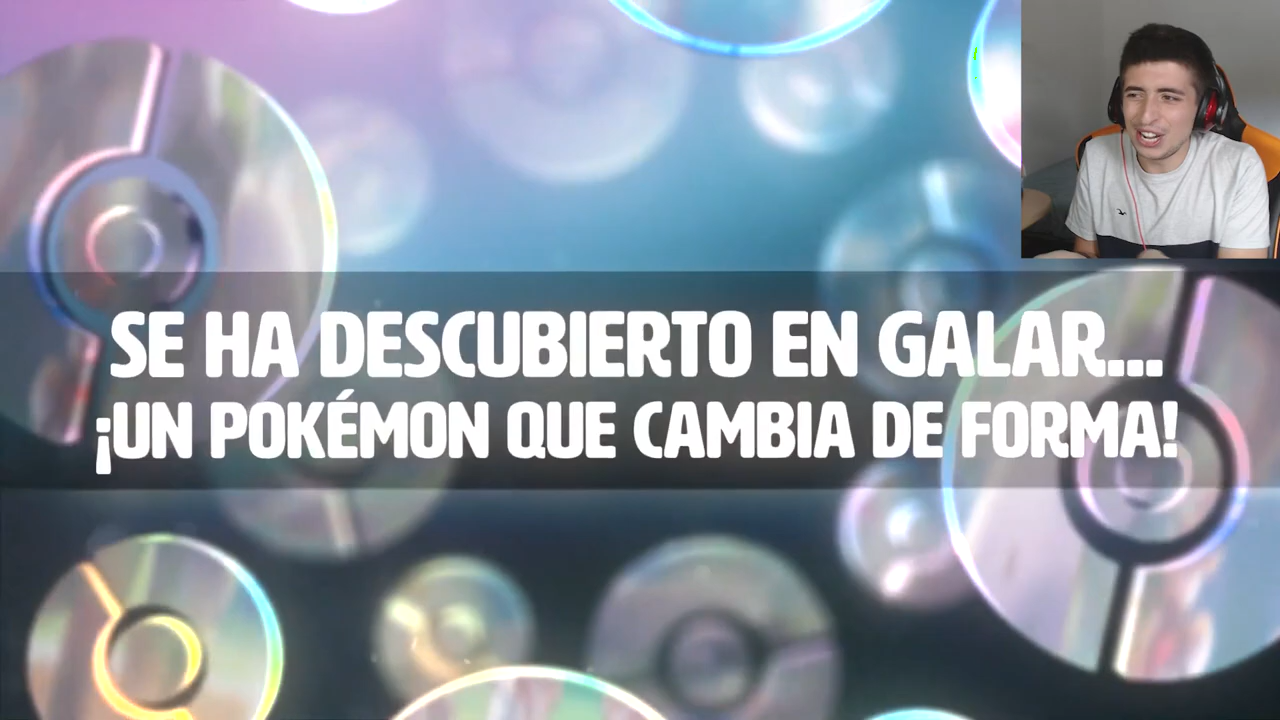 SE HA DESCUBIERTO EN GALAR...
¡UN POKÉMON QUE CAMBIA DE FORMA!